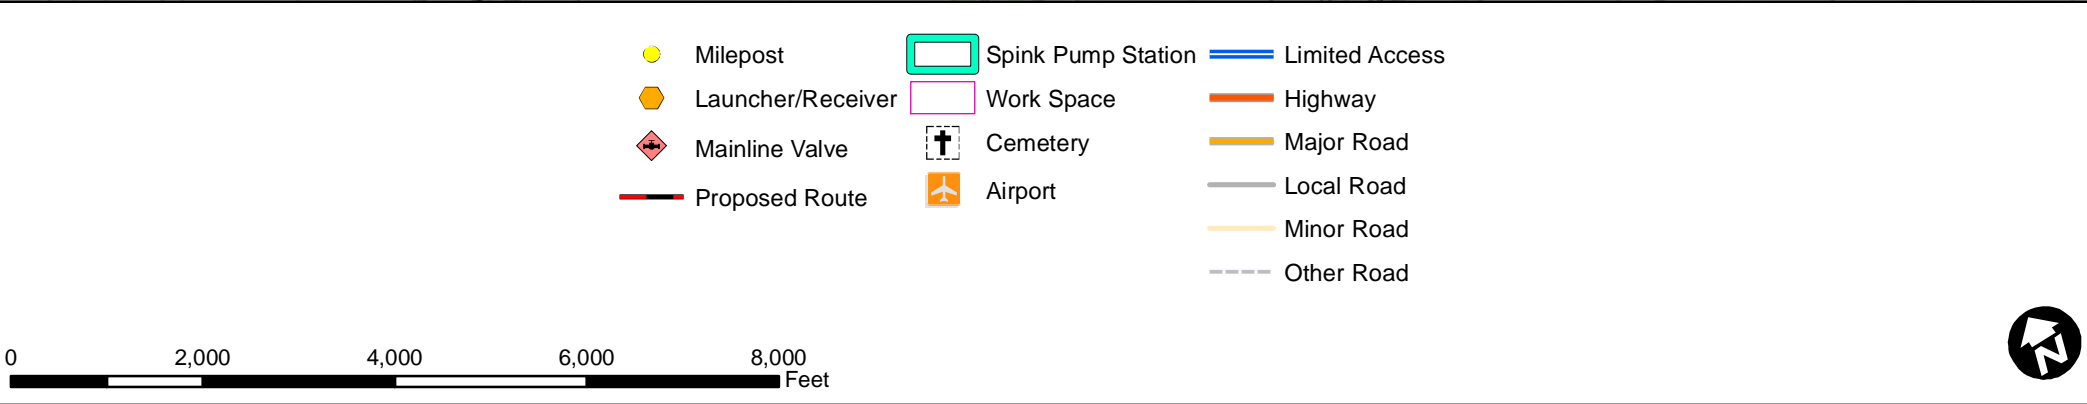 Milepost
Launcher/Receiver
Mainline Valve
Proposed Route
Spink Pump Station
Work Space
Cemetery
Airport
Limited Access
Highway
Major Road
Local Road
Minor Road
Other Road
0 2,000 4,000 6,000 8,000
Feet
N